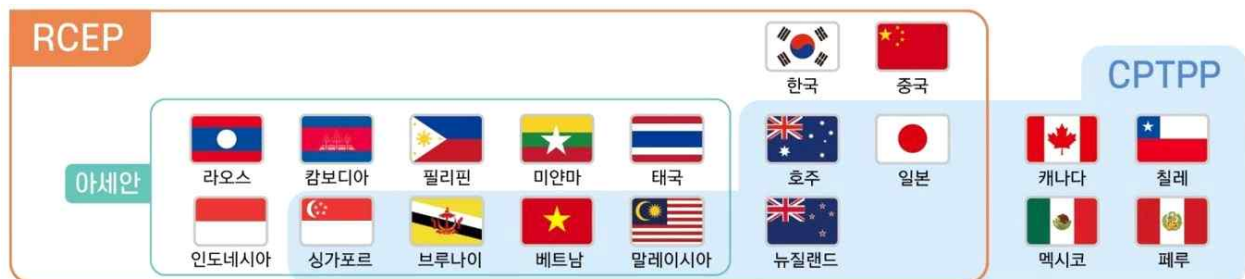 RCEP
한국 중국
CPTPP
라오스 캄보디아 필리핀 미얀마 태국 호주 일본 캐나다 칠레
아세안
인도네시아 싱가포르 브루나이 베트남 말레이시아 뉴질랜드 멕시코 페루